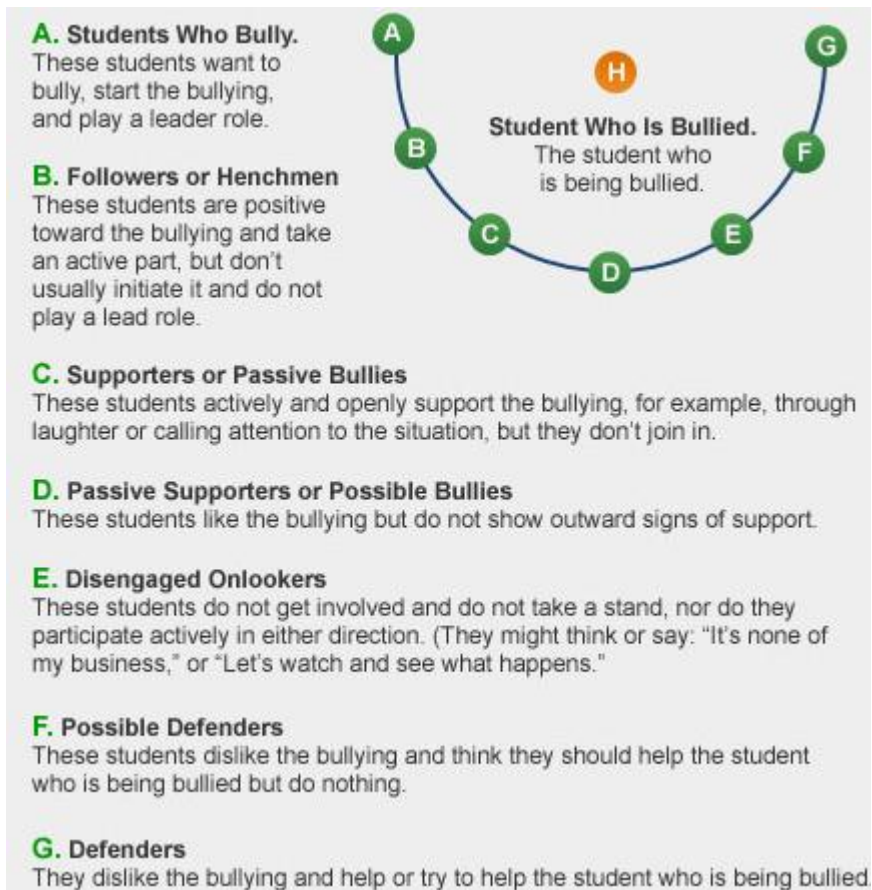 A. Students Who Bully.
These students want to
bully, start the bullying,
and play a leader role.
B. Followers or Henchmen
These students are positive
toward the bullying and take
an active part, but don't
usually initiate it and do not
play a lead role.
A
B
C
D
E
F
G
H
Student Who Is Bullied.
The student who
is being bullied.
C. Supporters or Passive Bullies
These students actively and openly support the bullying, for example, through
laughter or calling attention to the situation, but they don't join in.
D. Passive Supporters or Possible Bullies
These students like the bullying but do not show outward signs of support.
E. Disengaged Onlookers
These students do not get involved and do not take a stand, nor do they
participate actively in either direction. (They might think or say: “It's none of
my business,” or “Let's watch and see what happens.”
F. Possible Defenders
These students dislike the bullying and think they should help the student
who is being bullied but do nothing.
G. Defenders
They dislike the bullying and help or try to help the student who is being bullied